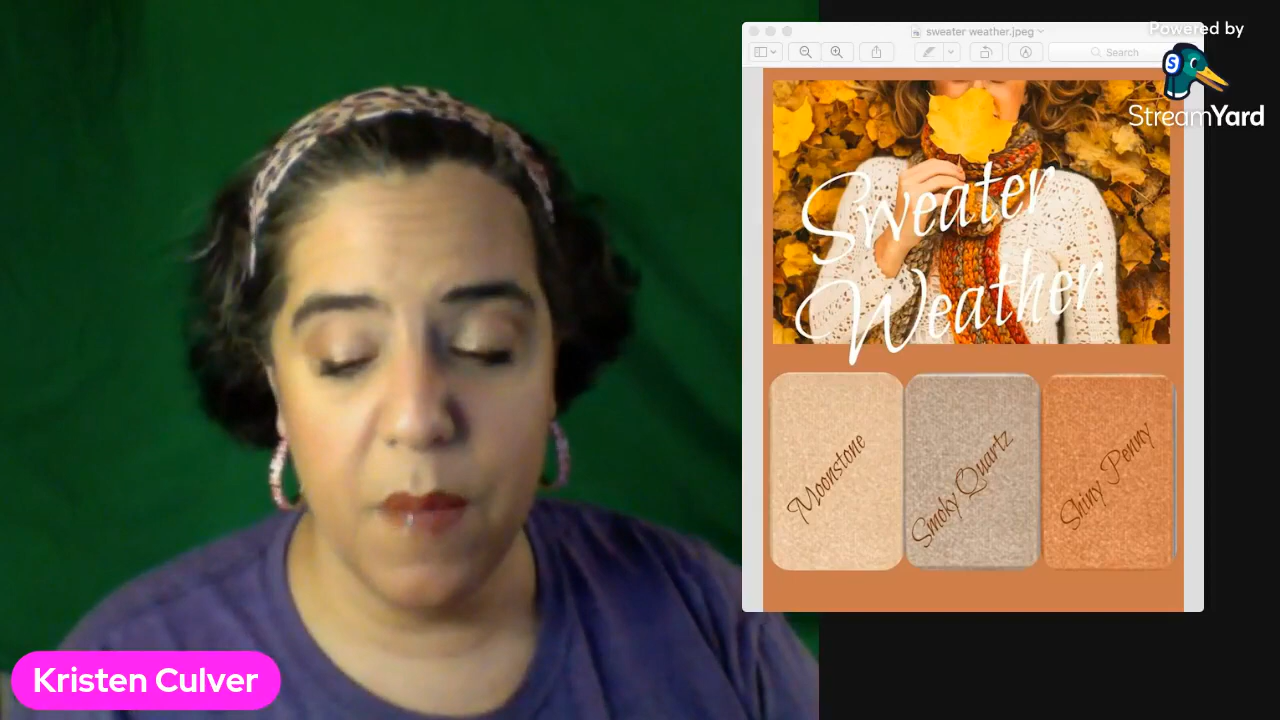 sweater weather.jpeg
Search
Powered by
S
StreamYard
Sweater
Weather
Moonstone
Smoky Quartz
Shiny Penny
Kristen Culver